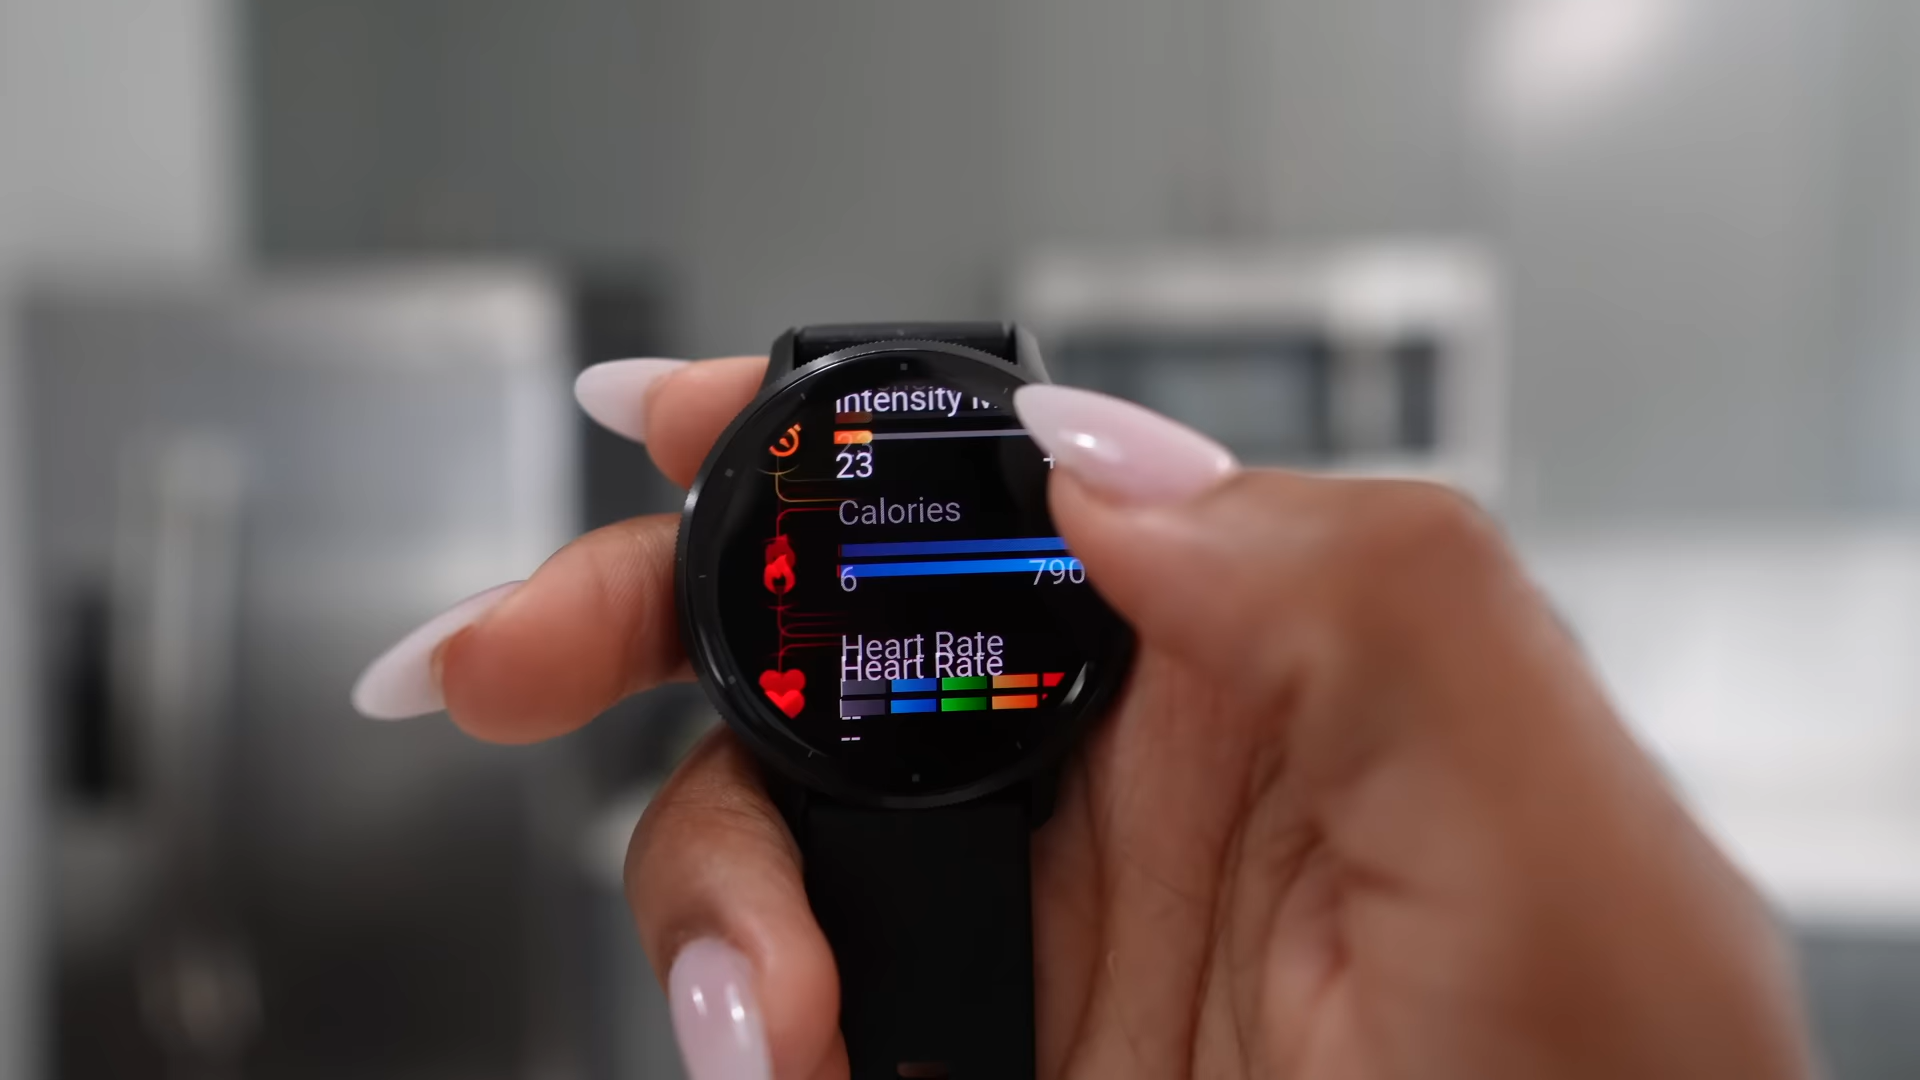 Intensity
23
+
Calories
6 790
Heart Rate
Heart Rate
--
--